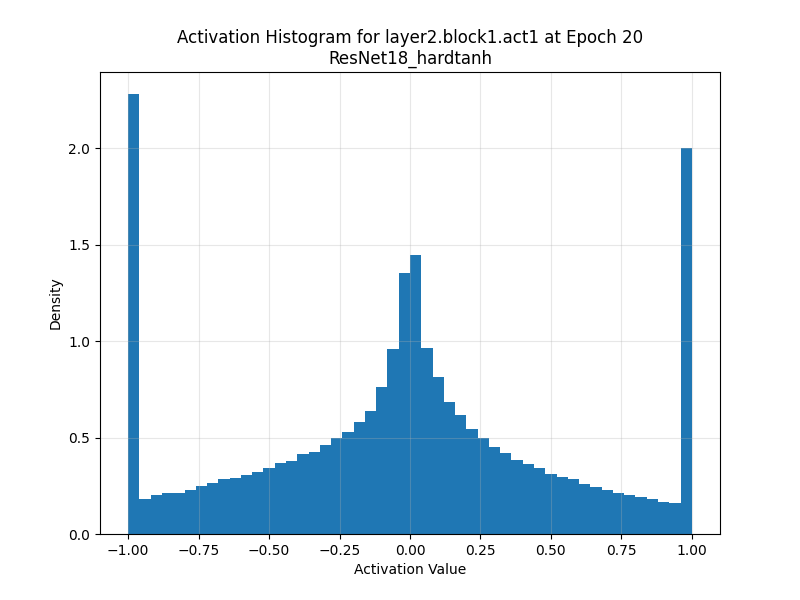 Activation Histogram for layer2.block1.act1 at Epoch 20
ResNet18_hardtanh
2.0
1.5
1.0
0.5
0.0
Density
−1.00 −0.75 −0.50 −0.25 0.00 0.25 0.50 0.75 1.00
Activation Value